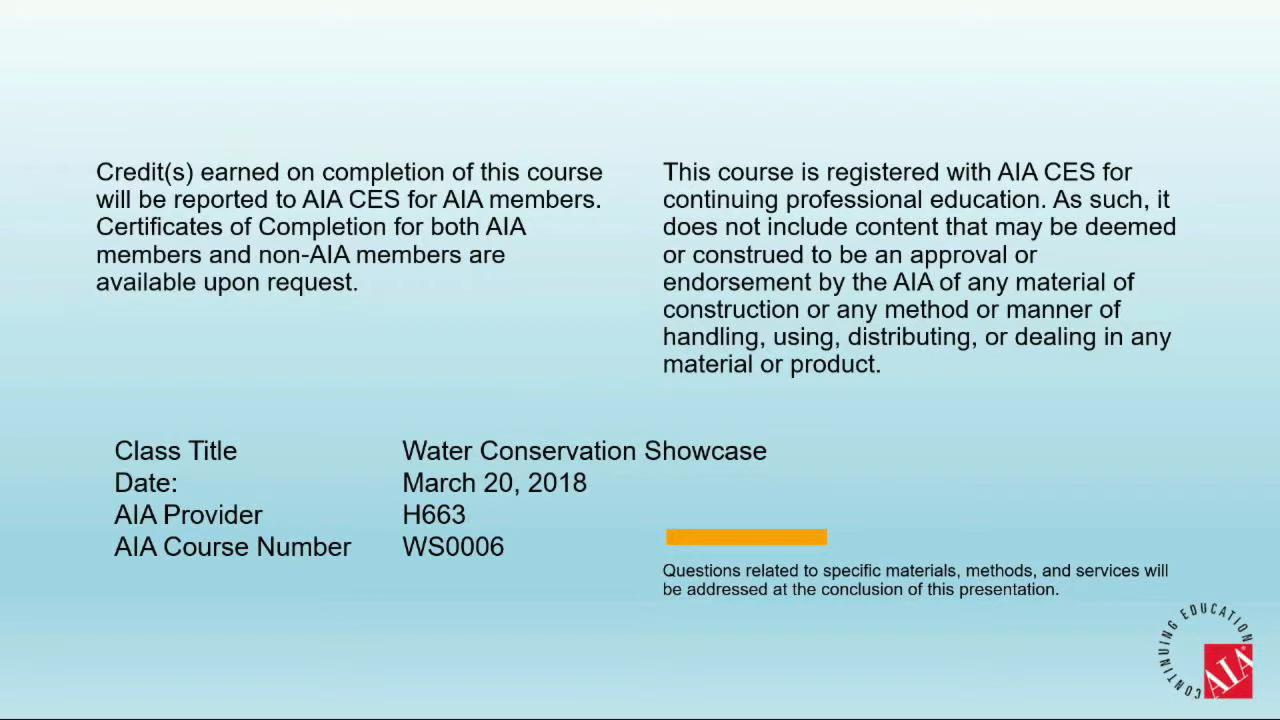 Credit(s) earned on completion of this course
will be reported to AIA CES for AIA members.
Certificates of Completion for both AIA
members and non-AIA members are
available upon request.
This course is registered with AIA CES for
continuing professional education. As such, it
does not include content that may be deemed
or construed to be an approval or
endorsement by the AIA of any material of
construction or any method or manner of
handling, using, distributing, or dealing in any
material or product.
Class Title Water Conservation Showcase
Date: March 20, 2018
AIA Provider H663
AIA Course Number WS0006
Questions related to specific materials, methods, and services will
be addressed at the conclusion of this presentation.
CONTINUING EDUCATION
AIA